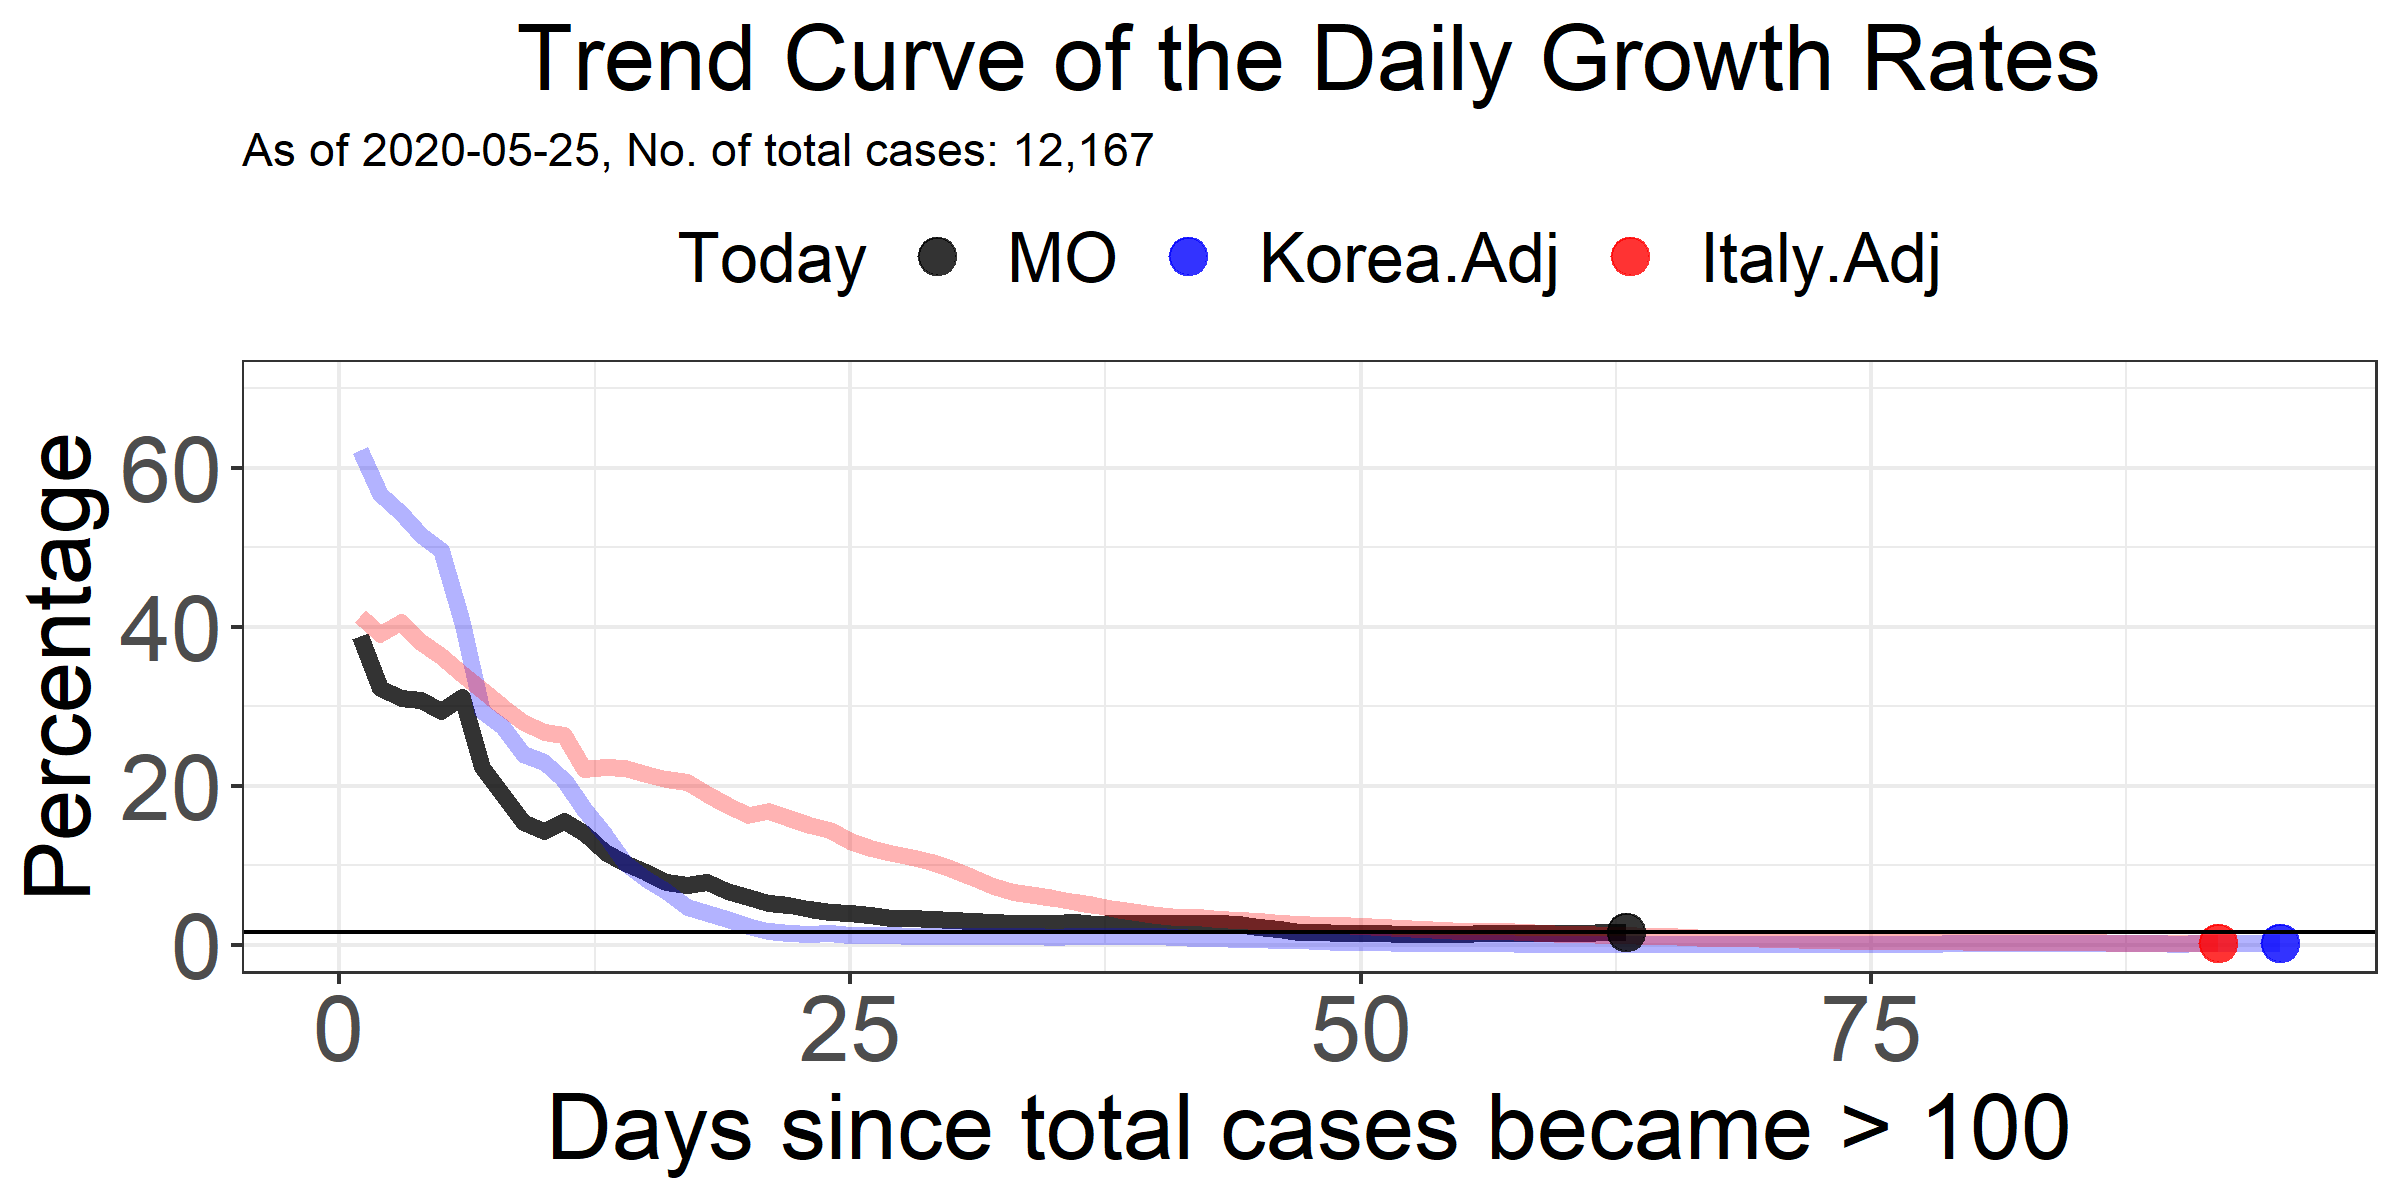 Trend Curve of the Daily Growth Rates
As of 2020-05-25, No. of total cases: 12,167
Today MO Korea.Adj Italy.Adj
Percentage
60
40
20
0
0 25 50 75
Days since total cases became > 100